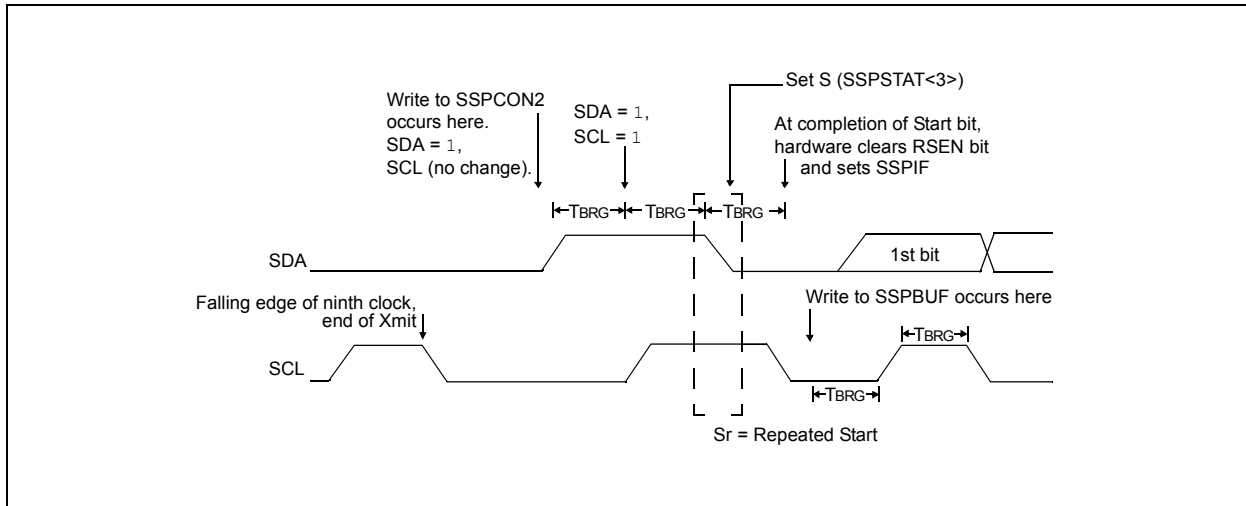 Set S (SSPSTAT<3>)
Write to SSPCON2
occurs here.
SDA = 1,
SCL (no change).
SDA = 1,
SCL = 1
At completion of Start bit,
hardware clears RSEN bit
and sets SSPIF
TBRG
TBRG
TBRG
SDA
1st bit
Falling edge of ninth clock,
end of Xmit
Write to SSPBUF occurs here
TBRG
SCL
TBRG
Sr = Repeated Start